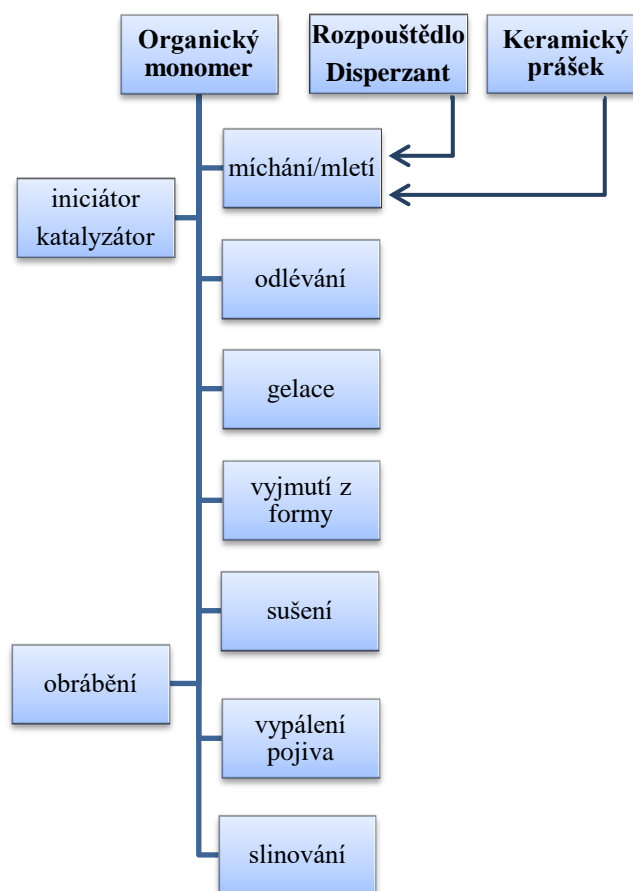 Organický
monomer
Rozpouštědlo
Disperzant
Keramický
prášek
míchání/mletí
iniciátor
katalyzátor
odlévání
gelace
vyjmutí z
formy
sušení
obrábění
vypálení
pojiva
slinování